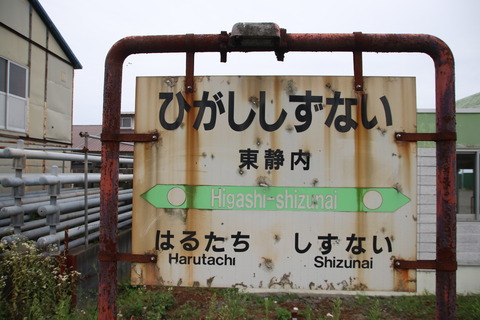 ひがししずない
東静内
Higashi-shizunai
はるたち しずない
Harutachi Shizunai